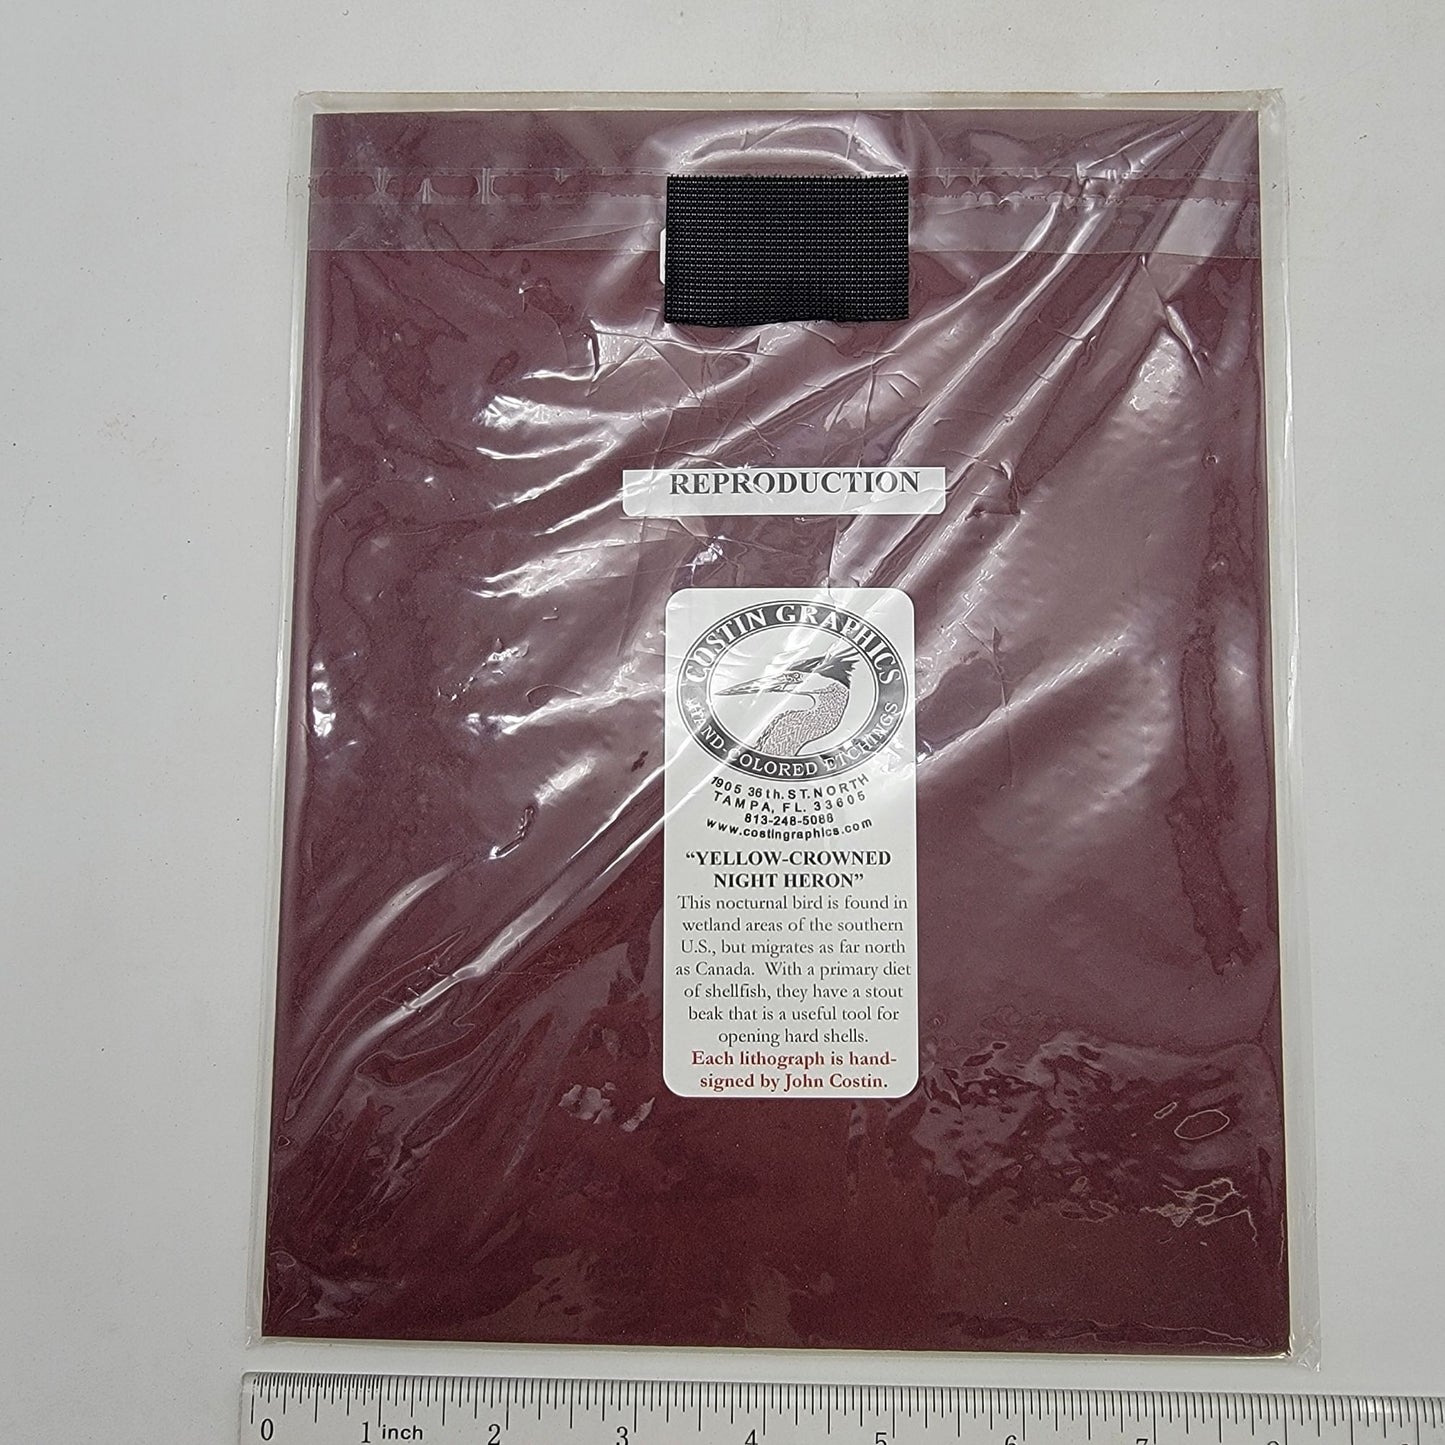 REPRODUCTION
COSTIN GRAPHICS
HAND-COLORED ETCHINGS
1905 36th. ST. NORTH
TAMPA, FL. 33605
813-248-5088
www.costingraphics.com
“YELLOW-CROWNED
NIGHT HERON”
This nocturnal bird is found in
wetland areas of the southern
U.S., but migrates as far north
as Canada.  With a primary diet
of shellfish, they have a stout
beak that is a useful tool for
opening hard shells.
Each lithograph is hand-
signed by John Costin.
0 1 inch 2 3 4 5 6 7